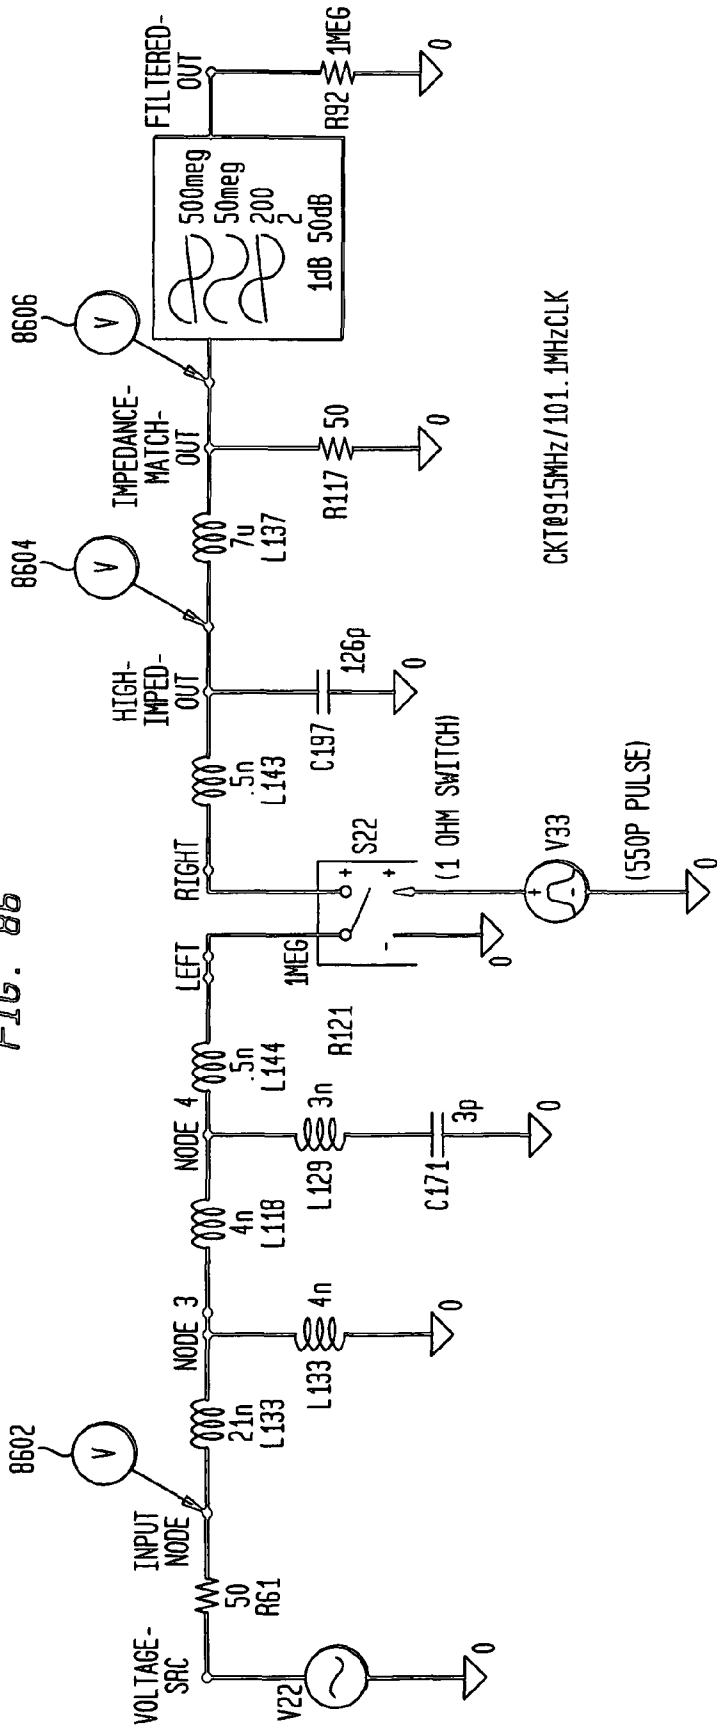 FIG. 86
8602
8604
8606
VOLTAGE-
SRC
V22
0
50
R61
INPUT
NODE
V
21n
L133
NODE 3
L133
4n
0
4n
L118
NODE 4
L129
3n
C171
3p
0
.5n
L144
LEFT
R121
1MEG
0
RIGHT
S22
+
+
-
(1 OHM SWITCH)
+
-
V33
(550P PULSE)
0
.5n
L143
HIGH-
IMPED-
OUT
C197
126p
0
V
7u
L137
IMPEDANCE-
MATCH-
OUT
R117
50
0
V
500meg
50meg
200
2
1dB 50dB
FILTERED-
OUT
R92
1MEG
0
CKT@915MHz/101.1MHzCLK